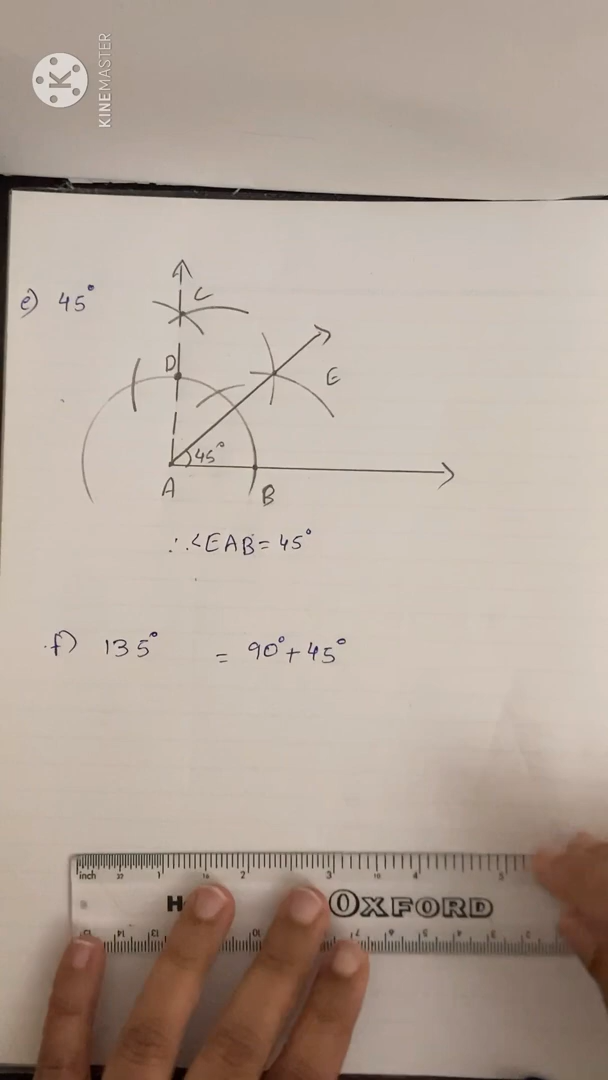 KINEMASTER
e) 45°
C
D
E
45°
A
B
∴ <EAB = 45°
f) 135° = 90° + 45°
inch 1 2 3 4 5
OXFORD